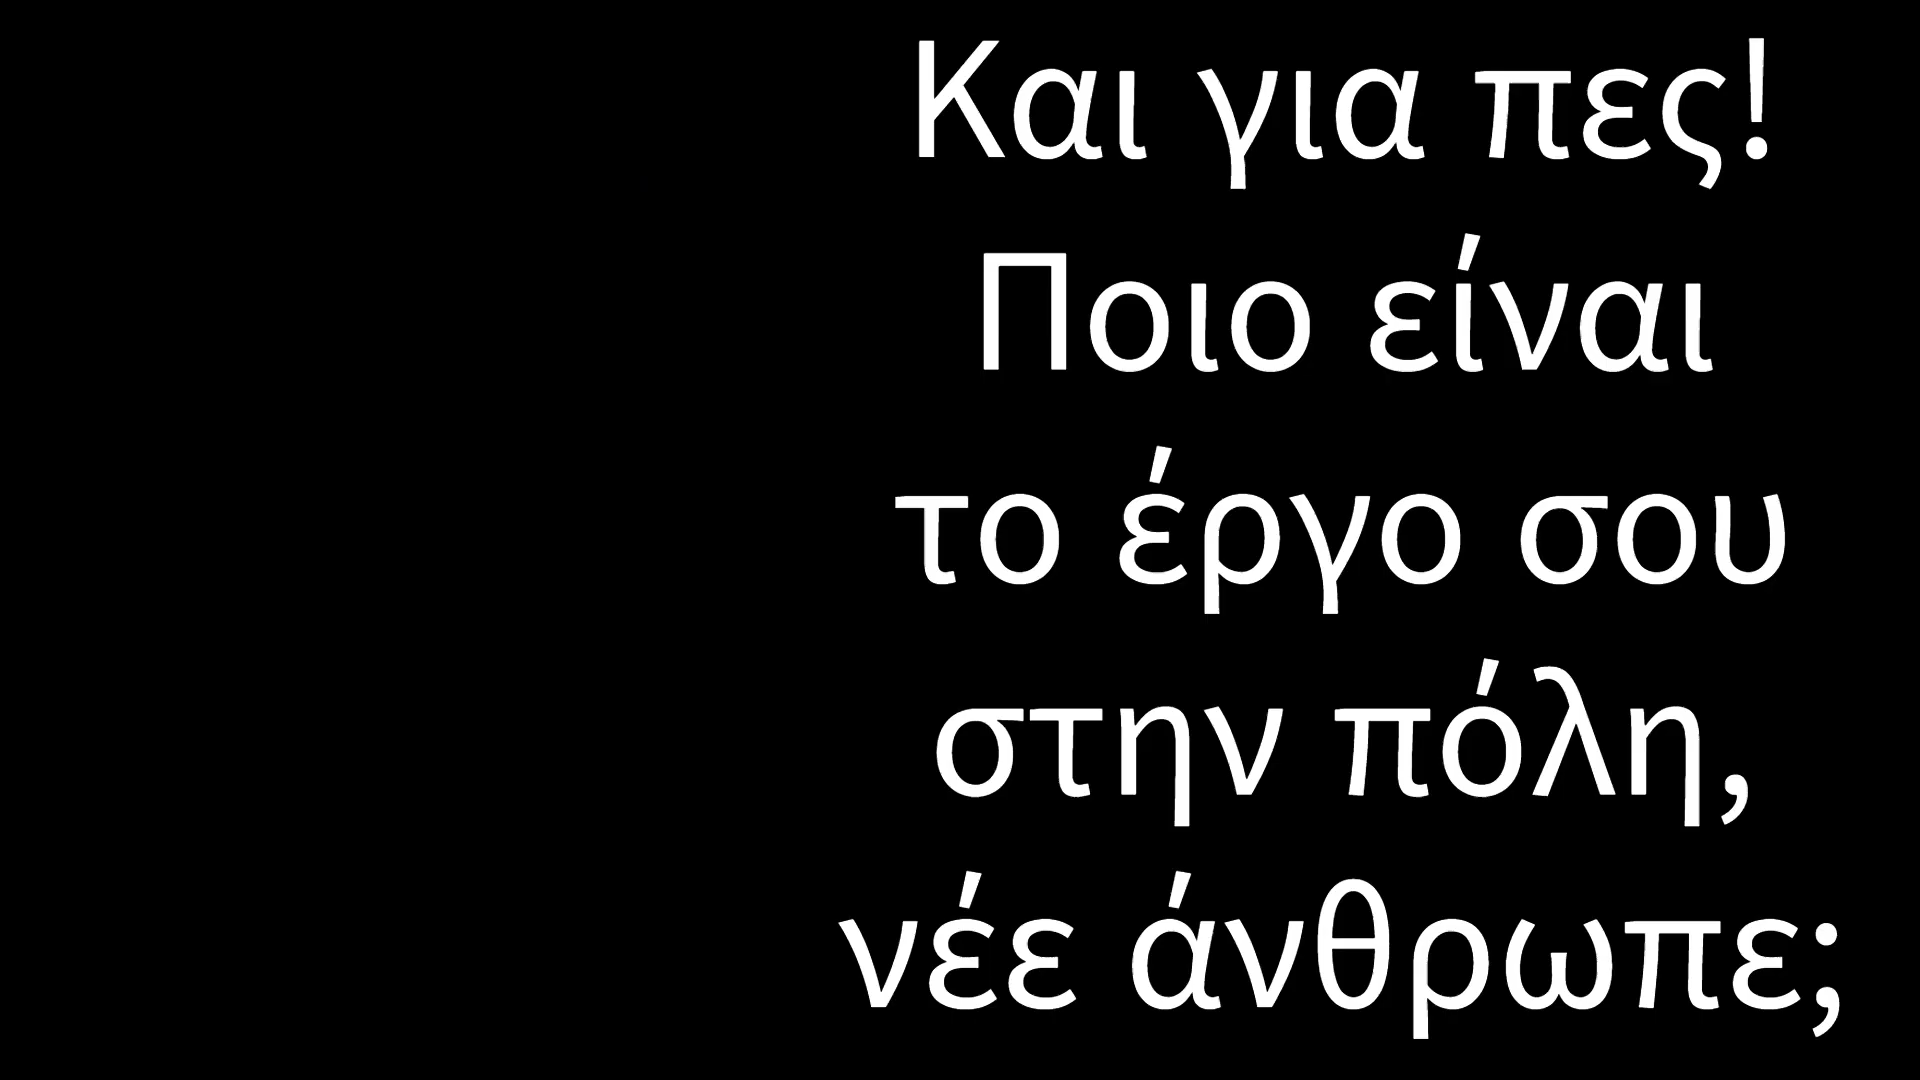 Και για πες!
Ποιο είναι
το έργο σου
στην πόλη,
νέε άνθρωπε;